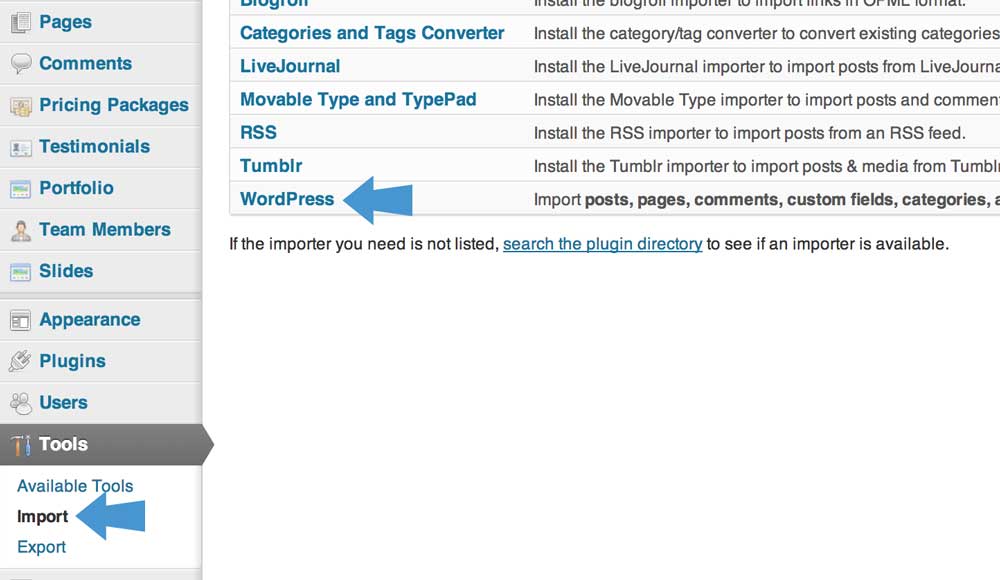 Pages
Comments
Pricing Packages
Testimonials
Portfolio
Team Members
Slides
Appearance
Plugins
Users
Tools
Available Tools
Import
Export
Blogroll Install the blogroll importer to import links in OPML format.
Categories and Tags Converter Install the category/tag converter to convert existing categories
LiveJournal Install the LiveJournal importer to import posts from LiveJourna
Movable Type and TypePad Install the Movable Type importer to import posts and commen
RSS Install the RSS importer to import posts from an RSS feed.
Tumblr Install the Tumblr importer to import posts & media from Tumbl
WordPress Import posts, pages, comments, custom fields, categories, a
If the importer you need is not listed, search the plugin directory to see if an importer is available.